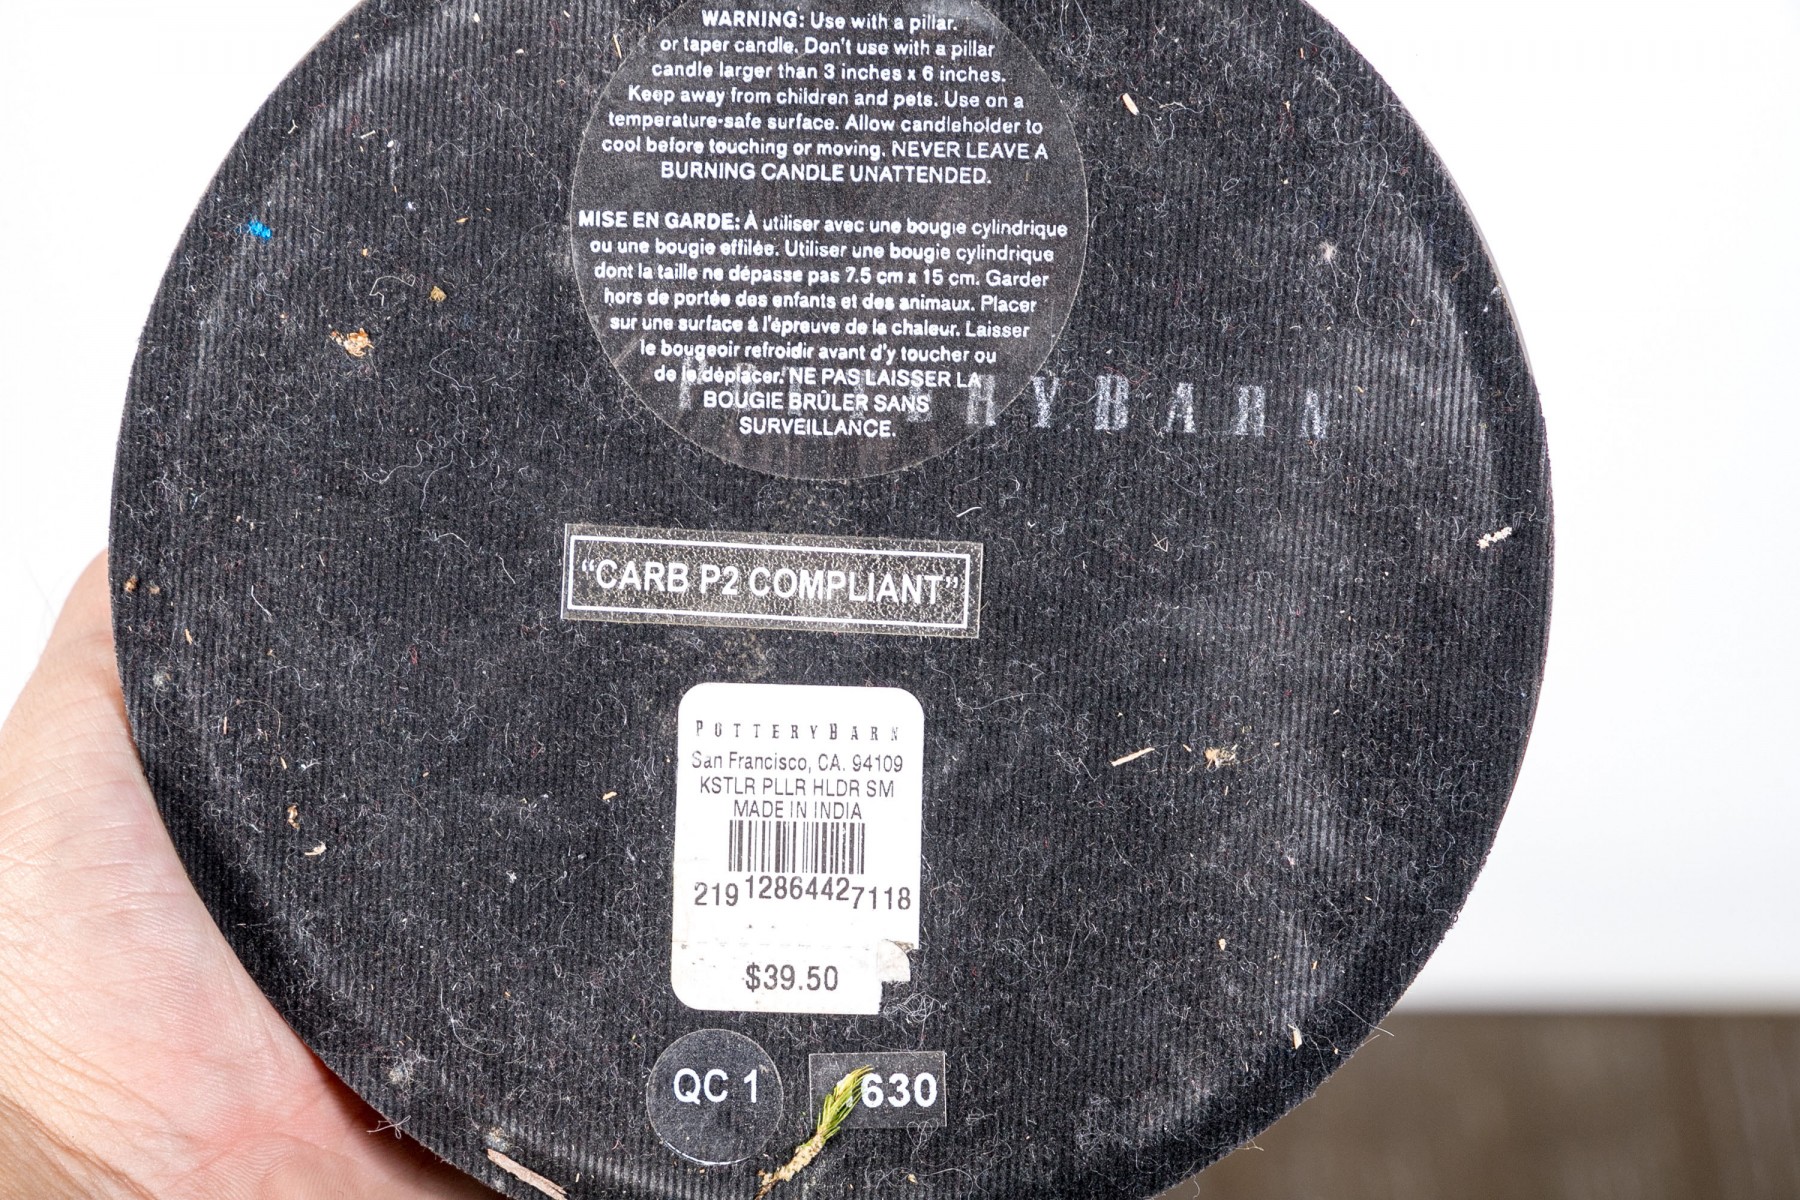 WARNING: Use with a pillar.
or taper candle. Don't use with a pillar
candle larger than 3 inches x 6 inches.
Keep away from children and pets. Use on a
temperature-safe surface. Allow candleholder to
cool before touching or moving. NEVER LEAVE A
BURNING CANDLE UNATTENDED.
MISE EN GARDE: À utiliser avec une bougie cylindrique
ou une bougie effilée. Utiliser une bougie cylindrique
dont la taille ne dépasse pas 7.5 cm x 15 cm. Garder
hors de portée des enfants et des animaux. Placer
sur une surface à l'épreuve de la chaleur. Laisser
le bougeoir refroidir avant d'y toucher ou
de le déplacer. NE PAS LAISSER LA
BOUGIE BRÛLER SANS
SURVEILLANCE.
POTTERYBARN
"CARB P2 COMPLIANT"
POTTERYBARN
San Francisco, CA. 94109
KSTLR PLLR HLDR SM
MADE IN INDIA
219 1286442 7118
$39.50
QC 1
630